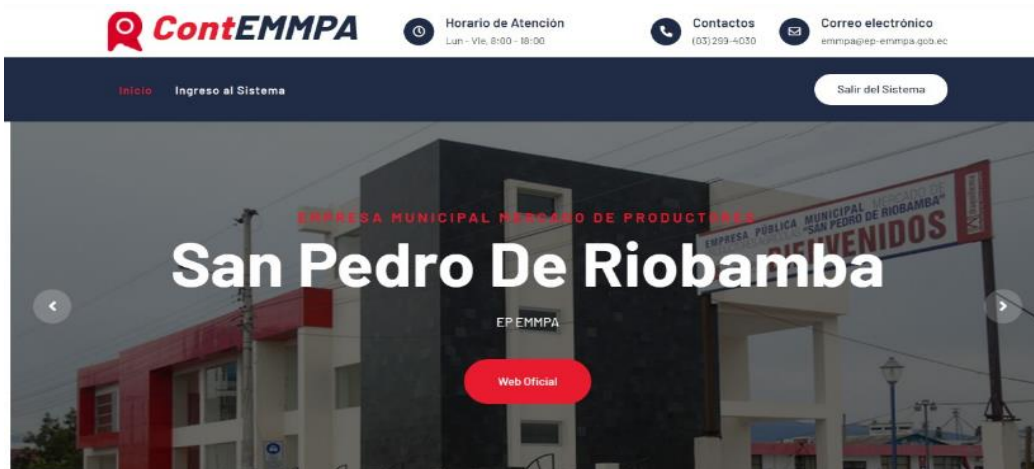 ContEMMPA
Horario de Atención
Lun - Vie, 8:00 - 18:00
Contactos
(03)299-4030
Correo electrónico
emmpa@ep-emmpa.gob.ec
Inicio
Ingreso al Sistema
Salir del Sistema
EMPRESA MUNICIPAL MERCADO DE PRODUCTORES
San Pedro De Riobamba
EP EMMPA
Web Oficial
EMPRESA PÚBLICA MUNICIPAL MERCADO DE
"SAN PEDRO DE RIOBAMBA"
BIENVENIDOS